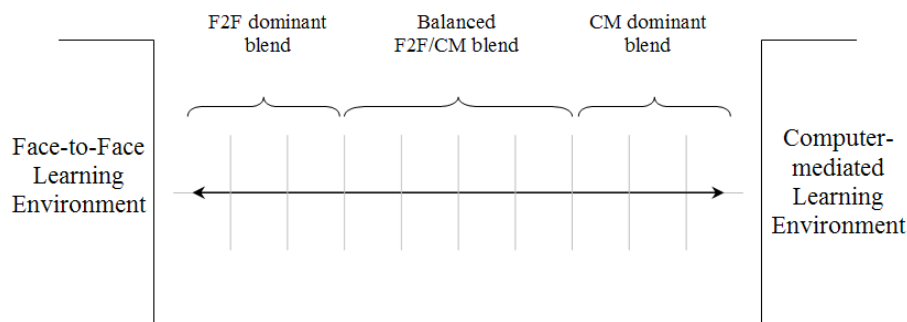 F2F dominant
blend
Balanced
F2F/CM blend
CM dominant
blend
Face-to-Face
Learning
Environment
Computer-
mediated
Learning
Environment